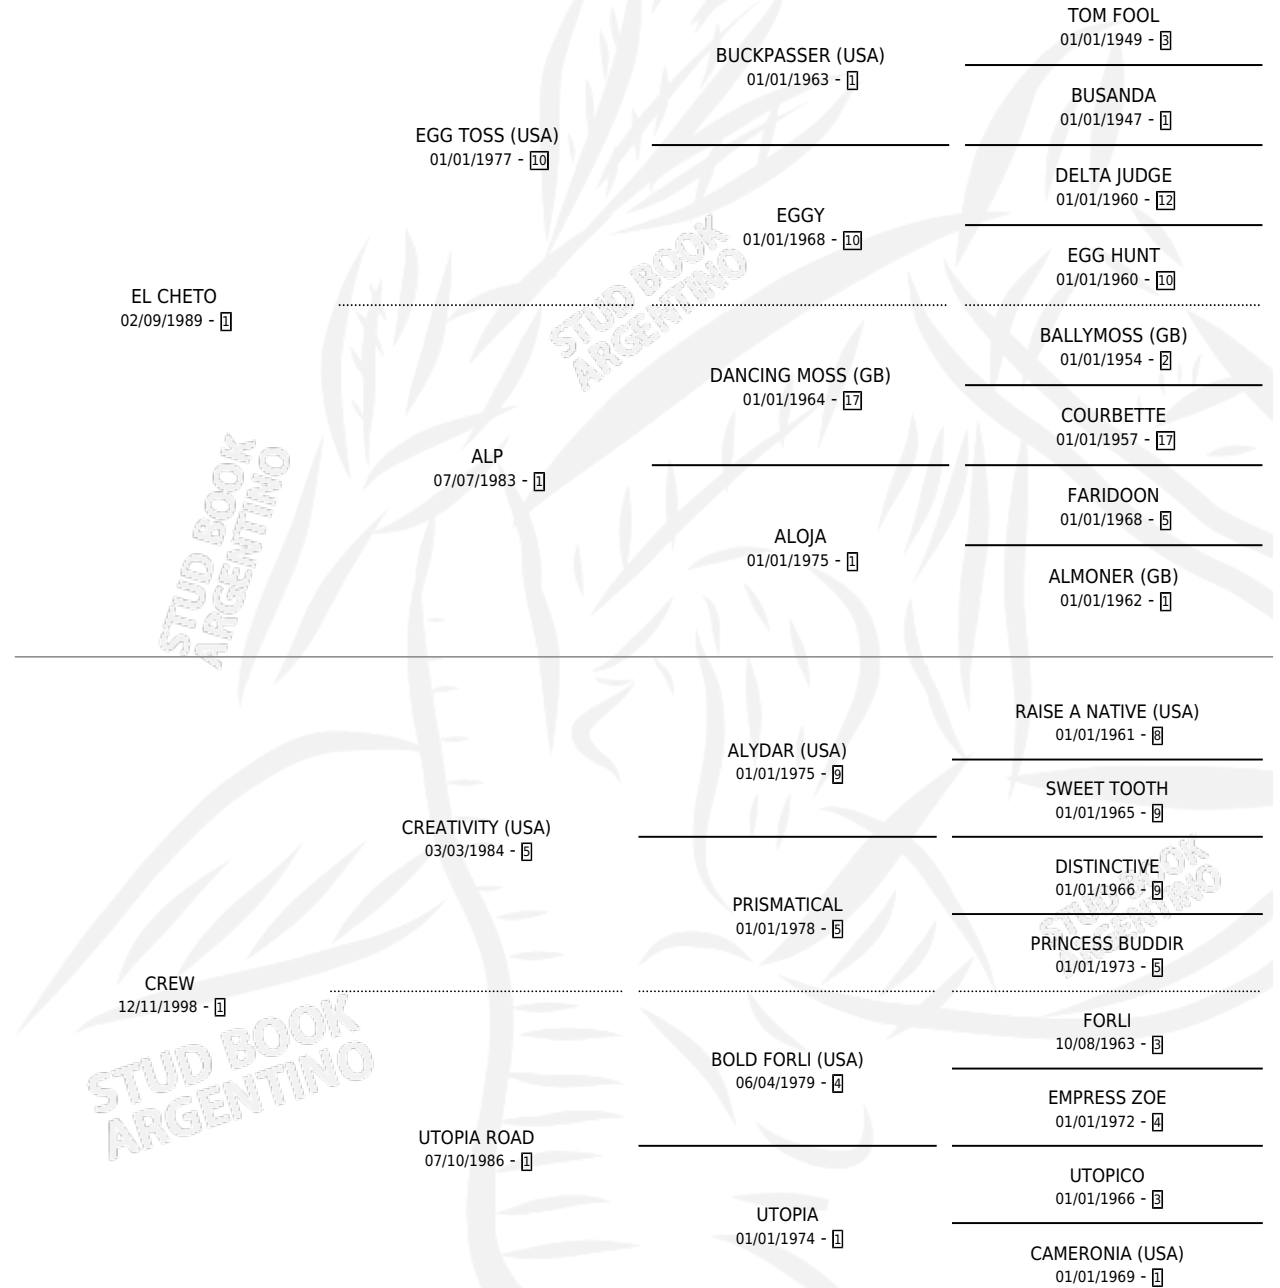 TOM FOOL
01/01/1949 - 3
BUCKPASSER (USA)
01/01/1963 - 1
BUSANDA
01/01/1947 - 1
EGG TOSS (USA)
01/01/1977 - 10
DELTA JUDGE
01/01/1960 - 12
EGGY
01/01/1968 - 10
EGG HUNT
01/01/1960 - 10
EL CHETO
02/09/1989 - 1
STUD BOOK
ARGENTINO
BALLYMOSS (GB)
01/01/1954 - 2
DANCING MOSS (GB)
01/01/1964 - 17
COURBETTE
01/01/1957 - 17
ALP
07/07/1983 - 1
FARIDOON
01/01/1968 - 5
ALOJA
01/01/1975 - 1
ALMONER (GB)
01/01/1962 - 1
STUD BOOK
ARGENTINO
RAISE A NATIVE (USA)
01/01/1961 - 8
ALYDAR (USA)
01/01/1975 - 9
SWEET TOOTH
01/01/1965 - 9
CREATIVITY (USA)
03/03/1984 - 5
DISTINCTIVE
01/01/1966 - 9
PRISMATICAL
01/01/1978 - 5
STUD BOOK
ARGENTINO
PRINCESS BUDDIR
01/01/1973 - 5
CREW
12/11/1998 - 1
FORLI
10/08/1963 - 3
BOLD FORLI (USA)
06/04/1979 - 4
EMPRESS ZOE
01/01/1972 - 4
STUD BOOK
ARGENTINO
UTOPIA ROAD
07/10/1986 - 1
UTOPICO
01/01/1966 - 3
UTOPIA
01/01/1974 - 1
CAMERONIA (USA)
01/01/1969 - 1